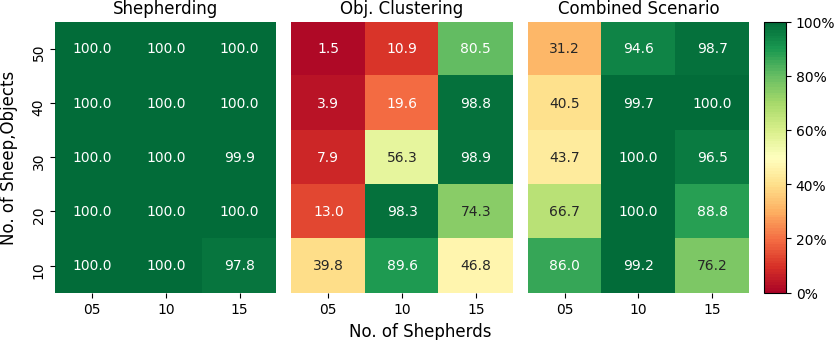 Shepherding Obj. Clustering Combined Scenario
No. of Sheep,Objects
50 100.0 100.0 100.0 1.5 10.9 80.5 31.2 94.6 98.7 100%
40 100.0 100.0 100.0 3.9 19.6 98.8 40.5 99.7 100.0 80%
30 100.0 100.0 99.9 7.9 56.3 98.9 43.7 100.0 96.5 60%
20 100.0 100.0 100.0 13.0 98.3 74.3 66.7 100.0 88.8 40%
10 100.0 100.0 97.8 39.8 89.6 46.8 86.0 99.2 76.2 20%
0%
05 10 15 05 10 15 05 10 15
No. of Shepherds